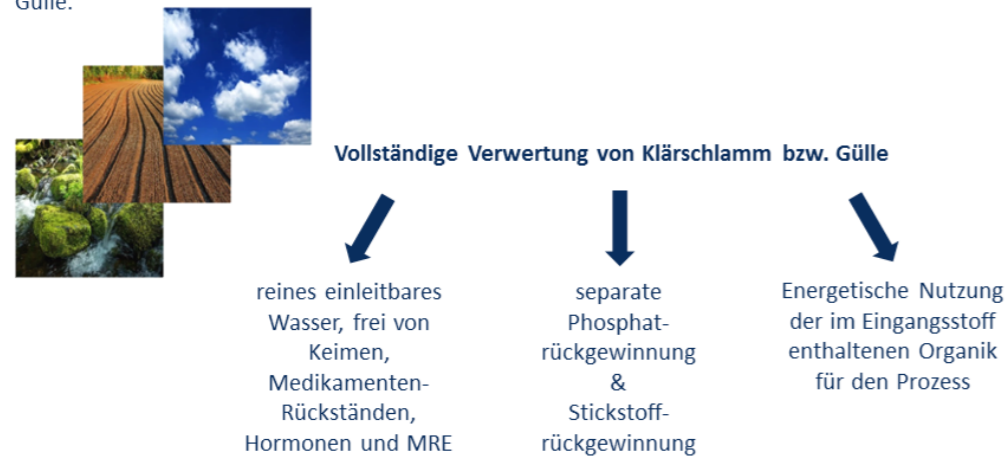 Gülle.
Vollständige Verwertung von Klärschlamm bzw. Gülle
reines einleitbares
Wasser, frei von
Keimen,
Medikamenten-
Rückständen,
Hormonen und MRE
separate
Phosphat-
rückgewinnung
&
Stickstoff-
rückgewinnung
Energetische Nutzung
der im Eingangsstoff
enthaltenen Organik
für den Prozess